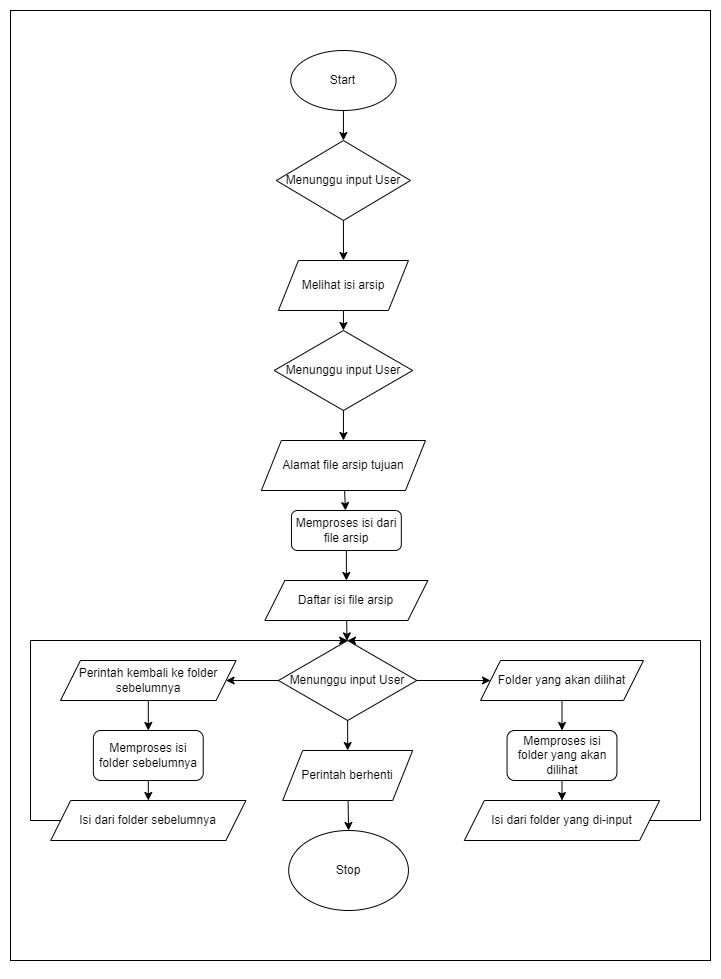 Start
Menunggu input User
Melihat isi arsip
Menunggu input User
Alamat file arsip tujuan
Memproses isi dari
file arsip
Daftar isi file arsip
Menunggu input User
Perintah kembali ke folder
sebelumnya
Memproses isi
folder sebelumnya
Isi dari folder sebelumnya
Folder yang akan dilihat
Memproses isi
folder yang akan
dilihat
Isi dari folder yang di-input
Perintah berhenti
Stop